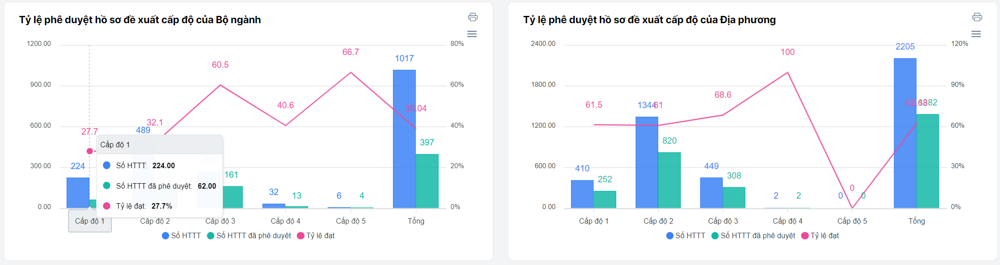 Tỷ lệ phê duyệt hồ sơ đề xuất cấp độ của Bộ ngành
1200.00
900.00
600.00
300.00
0.00
80%
60%
40%
20%
0%
27.7
32.1
60.5
40.6
66.7
39.04
224
489
266
32
6
1017
167
161
13
4
397
Cấp độ 1
Số HTTT: 224.00
Số HTTT đã phê duyệt: 62.00
Tỷ lệ đạt: 27.7%
Cấp độ 1
Cấp độ 2
Cấp độ 3
Cấp độ 4
Cấp độ 5
Tổng
Số HTTT
Số HTTT đã phê duyệt
Tỷ lệ đạt
Tỷ lệ phê duyệt hồ sơ đề xuất cấp độ của Địa phương
2400.00
1800.00
1200.00
600.00
0.00
120%
90%
60%
30%
0%
61.5
61
68.6
100
0
62.68
410
1344
449
2
0
2205
252
820
308
2
0
1382
Cấp độ 1
Cấp độ 2
Cấp độ 3
Cấp độ 4
Cấp độ 5
Tổng
Số HTTT
Số HTTT đã phê duyệt
Tỷ lệ đạt